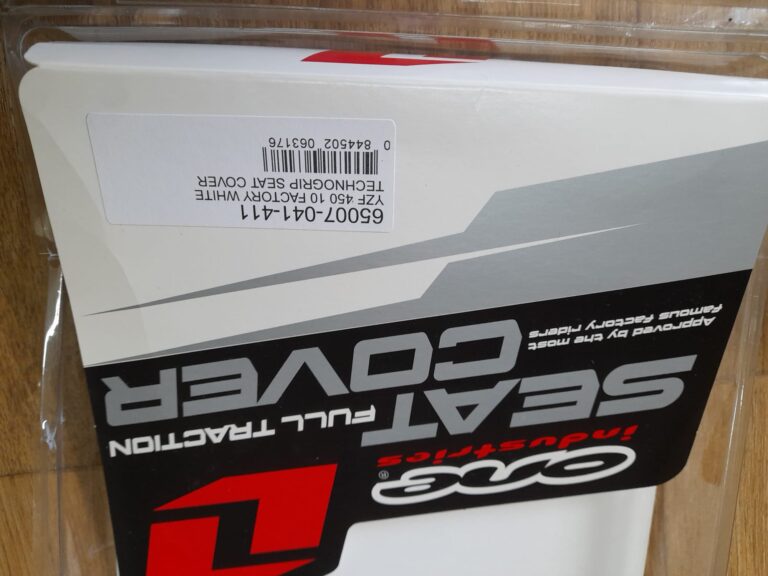 one®
industries
SEAT
FULL TRACTION
COVER
Approved by the most
famous factory riders
65007-041-411
YZF 450 10 FACTORY WHITE
TECHNOGRIP SEAT COVER
0 844502 063176